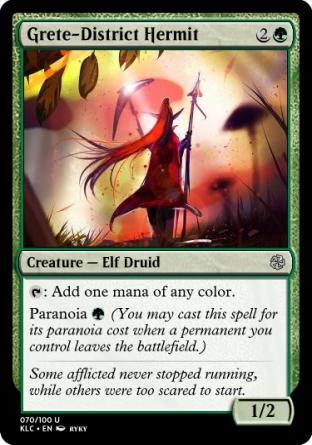 Grete-District Hermit 2
Creature — Elf Druid
: Add one mana of any color.
Paranoia (You may cast this spell for
its paranoia cost when a permanent you
control leaves the battlefield.)
Some afflicted never stopped running,
while others were too scared to start.
1/2
070/100 U
KLC • EN RYKY